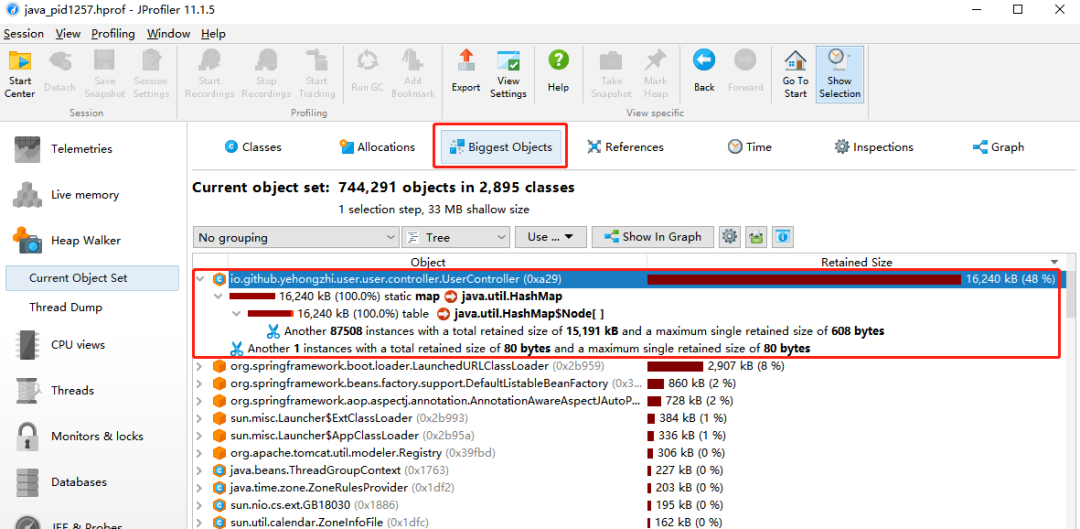 java_pid1257.hprof - JProfiler 11.1.5
Session View Profiling Window Help
Start Center
Detach
Save Snapshot
Session Settings
Start Recordings
Stop Recordings
Start Tracking
Run GC
Add Bookmark
Export
View Settings
Help
Take Snapshot
Mark Heap
Back
Forward
Go To Start
Show Selection
Session
Profiling
View specific
Telemetries
Live memory
Heap Walker
Current Object Set
Thread Dump
CPU views
Threads
Monitors & locks
Databases
JEE & Probes
Classes
Allocations
Biggest Objects
References
Time
Inspections
Graph
Current object set: 744,291 objects in 2,895 classes
1 selection step, 33 MB shallow size
No grouping
Tree
Use ...
Show In Graph
Object
Retained Size
io.github.yehongzhi.user.user.controller.UserController (0xa29) 16,240 kB (48 %)
16,240 kB (100.0%) static map java.util.HashMap
16,240 kB (100.0%) table java.util.HashMap$Node[ ]
Another 87508 instances with a total retained size of 15,191 kB and a maximum single retained size of 608 bytes
Another 1 instances with a total retained size of 80 bytes and a maximum single retained size of 80 bytes
org.springframework.boot.loader.LaunchedURLClassLoader (0x2b959) 2,907 kB (8 %)
org.springframework.beans.factory.support.DefaultListableBeanFactory (0x3... 860 kB (2 %)
org.springframework.aop.aspectj.annotation.AnnotationAwareAspectJAutoP... 728 kB (2 %)
sun.misc.Launcher$ExtClassLoader (0x2b993) 384 kB (1 %)
sun.misc.Launcher$AppClassLoader (0x2b95a) 336 kB (1 %)
org.apache.tomcat.util.modeler.Registry (0x39fbd) 306 kB (0 %)
java.beans.ThreadGroupContext (0x1763) 227 kB (0 %)
java.time.zone.ZoneRulesProvider (0x1df2) 203 kB (0 %)
sun.nio.cs.ext.GB18030 (0x1886) 195 kB (0 %)
sun.util.calendar.ZoneInfoFile (0x1dfc) 162 kB (0 %)